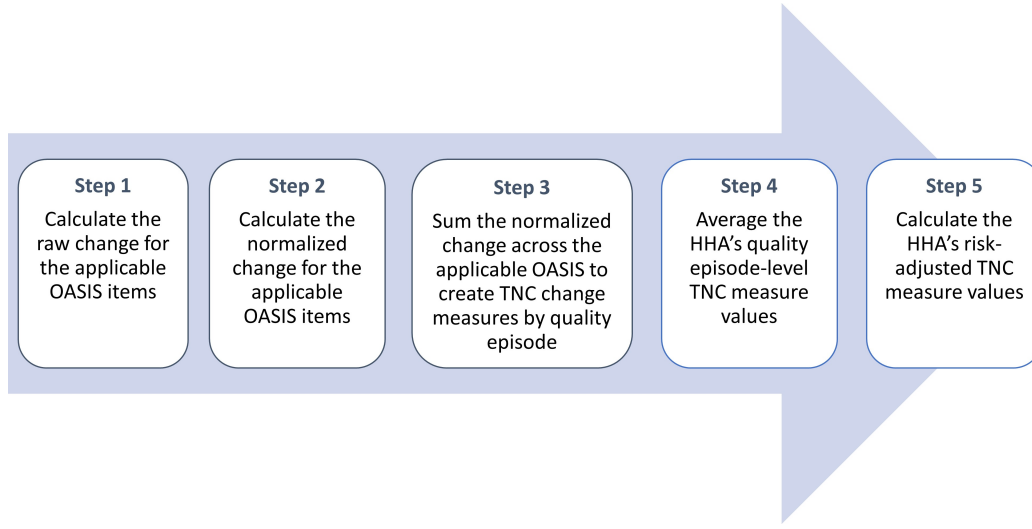 Step 1
Calculate the
raw change for
the applicable
OASIS items
Step 2
Calculate the
normalized
change for the
applicable
OASIS items
Step 3
Sum the normalized
change across the
applicable OASIS to
create TNC change
measures by quality
episode
Step 4
Average the
HHA’s quality
episode-level
TNC measure
values
Step 5
Calculate the
HHA’s risk-
adjusted TNC
measure values